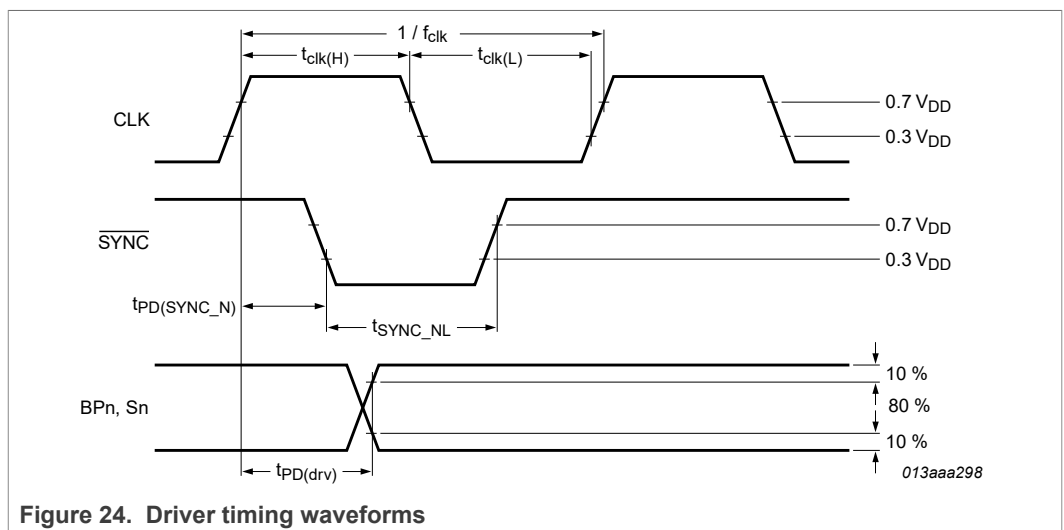 1 / fclk
tclk(H)
tclk(L)
CLK
0.7 VDD
0.3 VDD
SYNC
0.7 VDD
0.3 VDD
tPD(SYNC_N)
tSYNC_NL
BPn, Sn
10 %
80 %
10 %
tPD(drv)
013aaa298
Figure 24. Driver timing waveforms